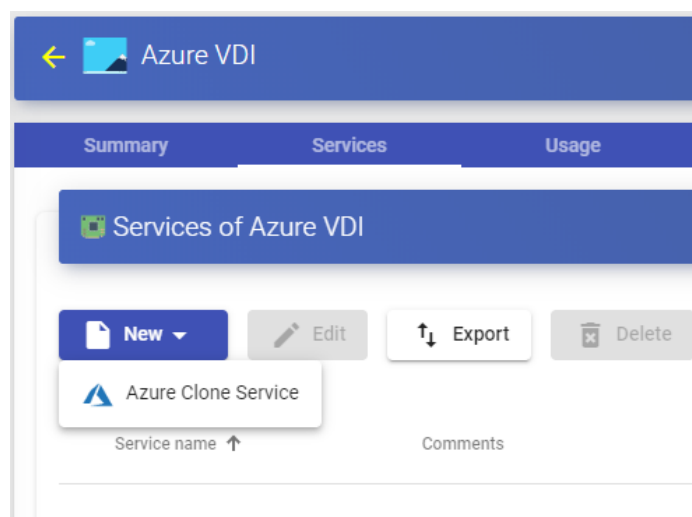 Azure VDI
Summary Services Usage
Services of Azure VDI
New Edit Export Delete
Azure Clone Service
Service name Comments